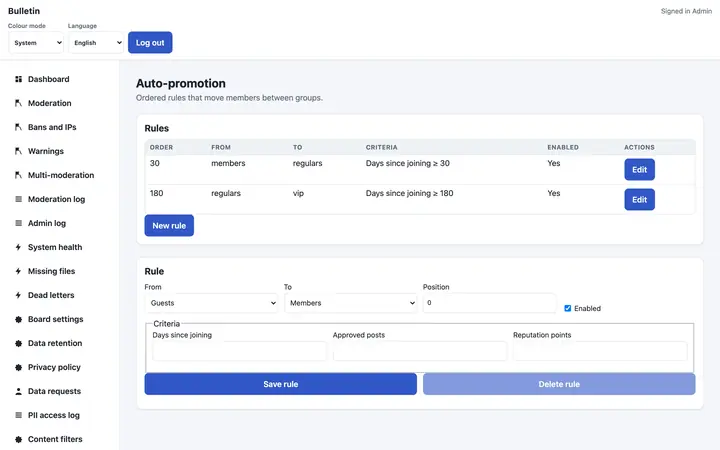 Bulletin
Signed in Admin
Colour mode
Language
System
English
Log out
Dashboard
Moderation
Bans and IPs
Warnings
Multi-moderation
Moderation log
Admin log
System health
Missing files
Dead letters
Board settings
Data retention
Privacy policy
Data requests
PII access log
Content filters
Auto-promotion
Ordered rules that move members between groups.
Rules
ORDER FROM TO CRITERIA ENABLED ACTIONS
30 members regulars Days since joining ≥ 30 Yes Edit
180 regulars vip Days since joining ≥ 180 Yes Edit
New rule
Rule
From To Position
Guests Members 0 Enabled
Criteria
Days since joining Approved posts Reputation points
Save rule Delete rule